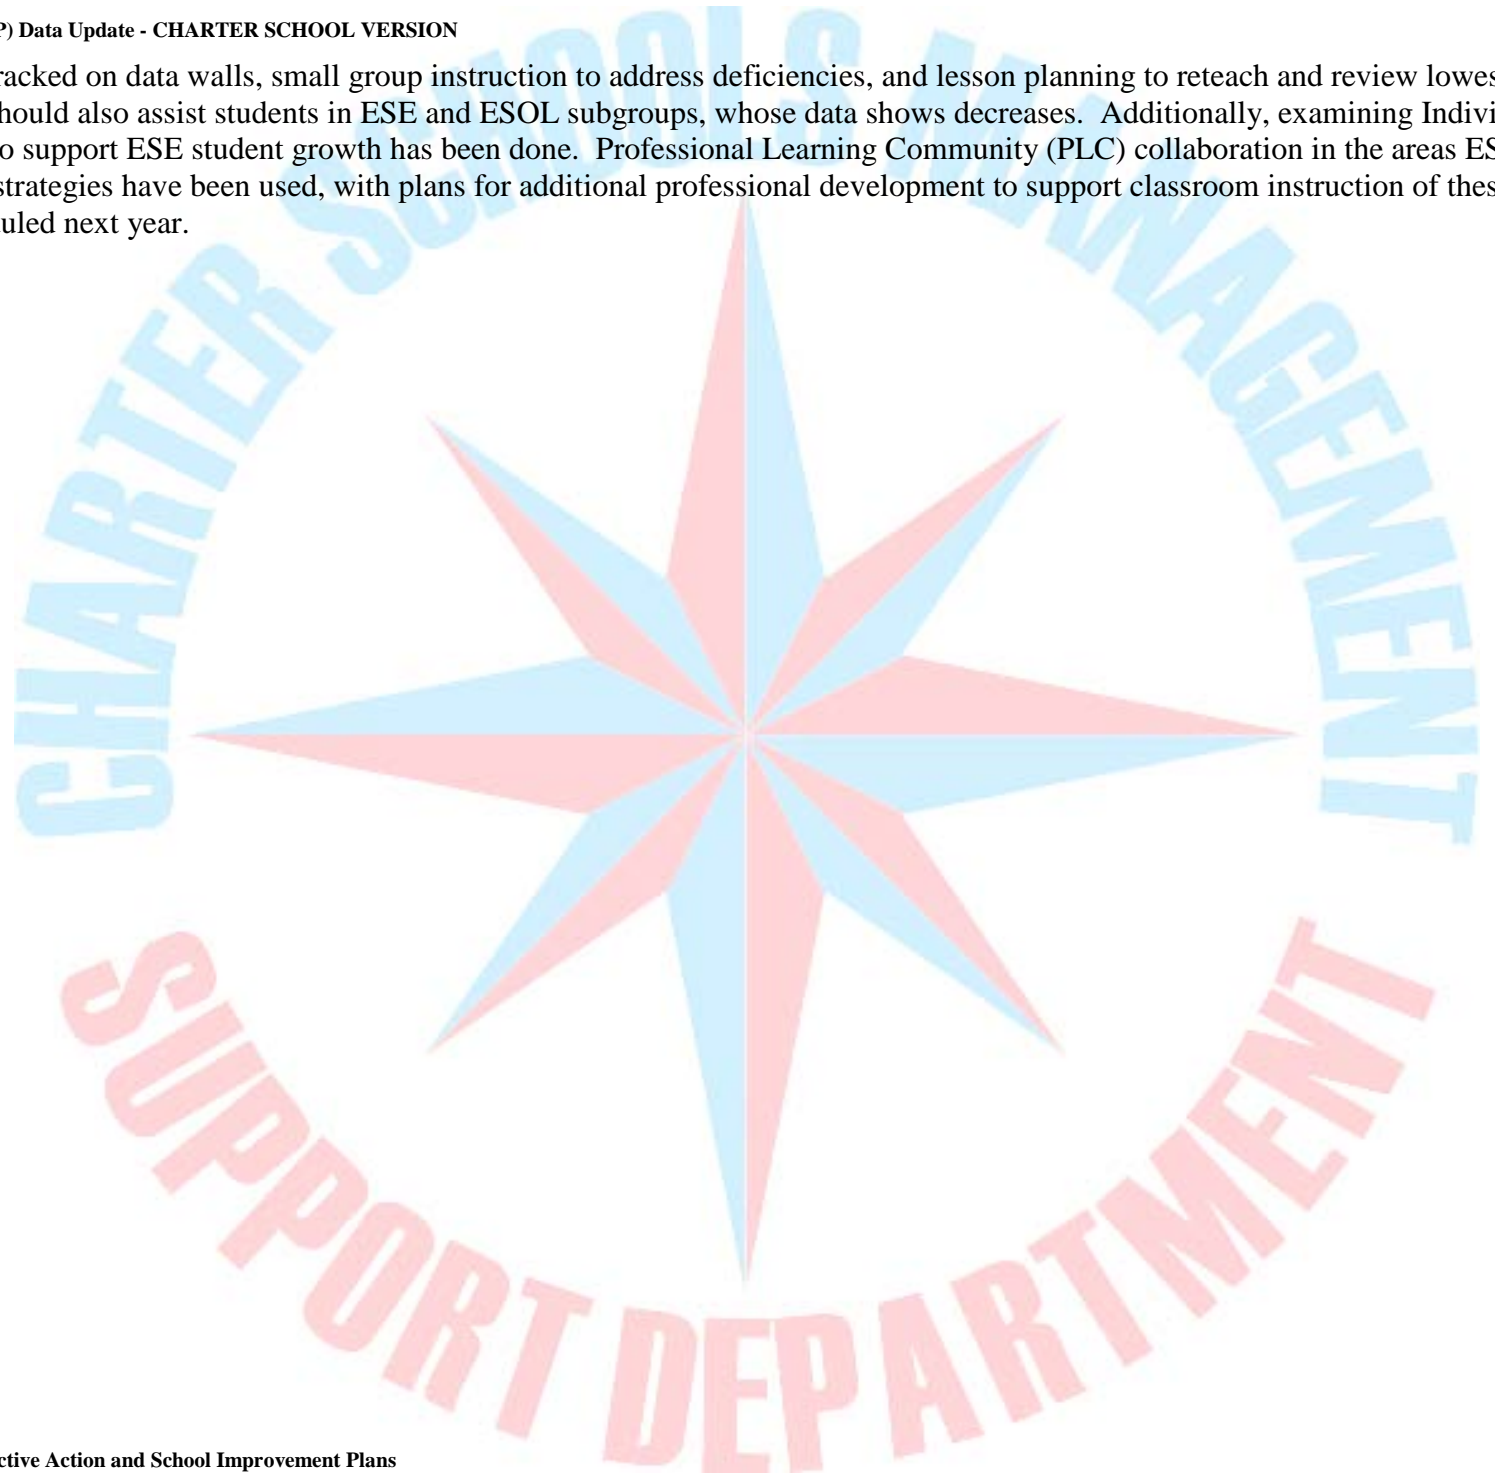 P) Data Update - CHARTER SCHOOL VERSION
racked on data walls, small group instruction to address deficiencies, and lesson planning to reteach and review lowes
hould also assist students in ESE and ESOL subgroups, whose data shows decreases. Additionally, examining Indivi
o support ESE student growth has been done. Professional Learning Community (PLC) collaboration in the areas ES
strategies have been used, with plans for additional professional development to support classroom instruction of thes
uled next year.
CHARTER SCHOOLS MANAGEMENT
SUPPORT DEPARTMENT
ctive Action and School Improvement Plans